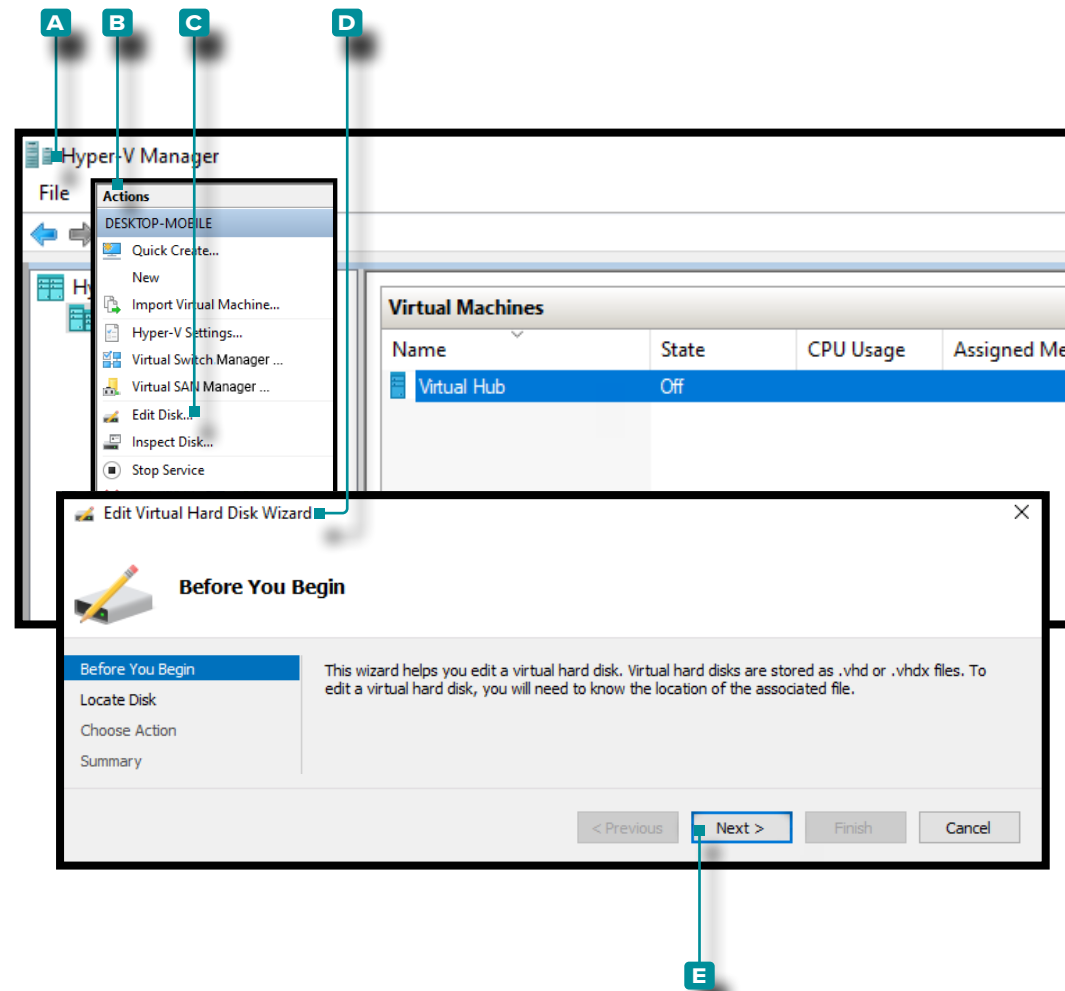 A B C D
Hyper-V Manager
File
Actions
DESKTOP-MOBILE
Quick Create...
New
Import Virtual Machine...
Hyper-V Settings...
Virtual Switch Manager ...
Virtual SAN Manager ...
Edit Disk...
Inspect Disk...
Stop Service
Virtual Machines
Name State CPU Usage Assigned Me
Virtual Hub Off
Edit Virtual Hard Disk Wizard
Before You Begin
Before You Begin
Locate Disk
Choose Action
Summary
This wizard helps you edit a virtual hard disk. Virtual hard disks are stored as .vhd or .vhdx files. To
edit a virtual hard disk, you will need to know the location of the associated file.
< Previous Next > Finish Cancel
E